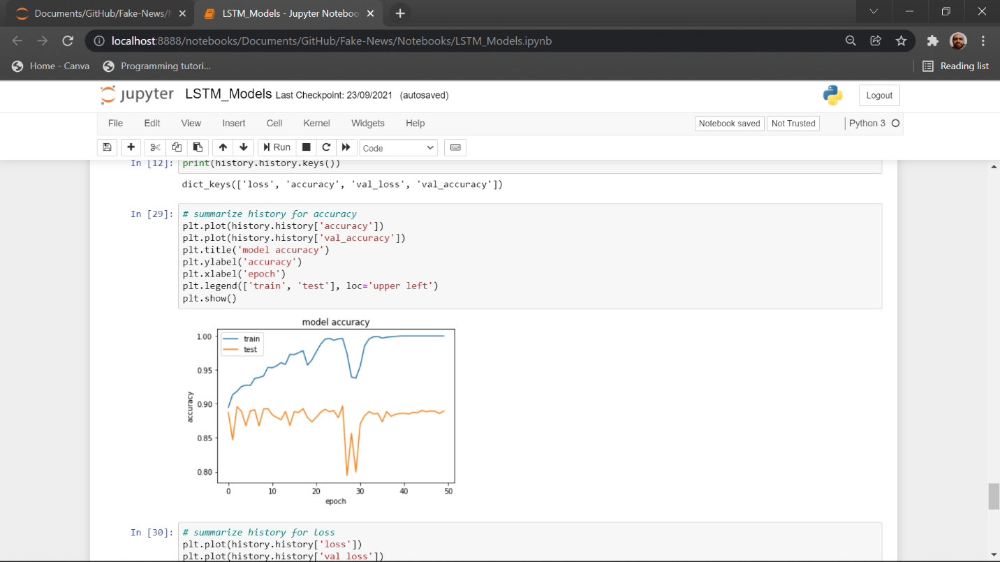 Documents/GitHub/Fake-News/N
LSTM_Models - Jupyter Noteboo
localhost:8888/notebooks/Documents/GitHub/Fake-News/Notebooks/LSTM_Models.ipynb
Home - Canva
Programming tutori...
Reading list
jupyter LSTM_Models Last Checkpoint: 23/09/2021 (autosaved)
Logout
File Edit View Insert Cell Kernel Widgets Help
Notebook saved Not Trusted Python 3
Run Code
In [12]: print(history.history.keys())
dict_keys(['loss', 'accuracy', 'val_loss', 'val_accuracy'])
In [29]: # summarize history for accuracy
plt.plot(history.history['accuracy'])
plt.plot(history.history['val_accuracy'])
plt.title('model accuracy')
plt.ylabel('accuracy')
plt.xlabel('epoch')
plt.legend(['train', 'test'], loc='upper left')
plt.show()
model accuracy
train
test
1.00
0.95
0.90
0.85
0.80
accuracy
0 10 20 30 40 50
epoch
In [30]: # summarize history for loss
plt.plot(history.history['loss'])
plt.plot(history.history['val_loss'])